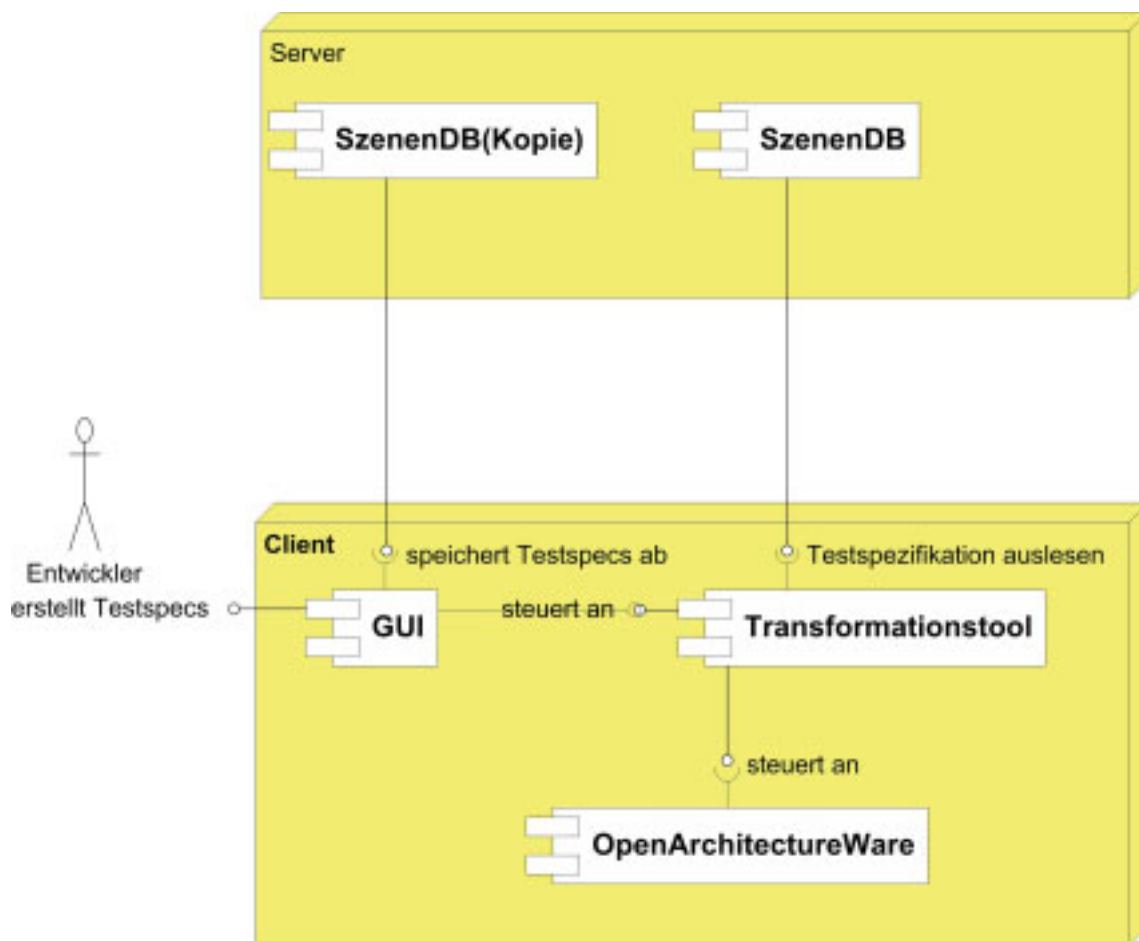 Server
SzenenDB(Kopie)
SzenenDB
Client
speichert Testspecs ab
Testspezifikation auslesen
Entwickler
erstellt Testspecs
steuert an
GUI
Transformationstool
steuert an
OpenArchitectureWare